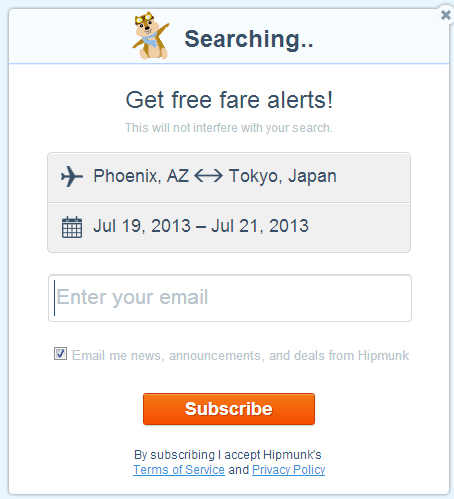 Searching..
Get free fare alerts!
This will not interfere with your search.
Phoenix, AZ ↔ Tokyo, Japan
Jul 19, 2013 – Jul 21, 2013
Enter your email
Email me news, announcements, and deals from Hipmunk
Subscribe
By subscribing I accept Hipmunk's
Terms of Service and Privacy Policy